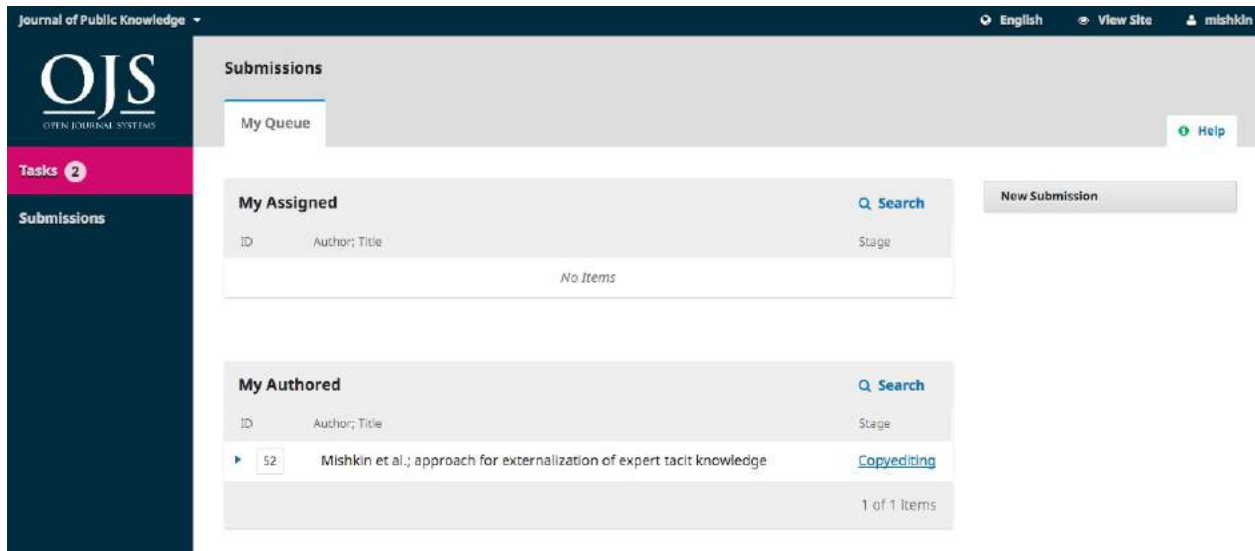 Journal of Public Knowledge
English View Site mishkin
OJS
OPEN JOURNAL SYSTEMS
Submissions
My Queue
Help
Tasks 2
Submissions
My Assigned Search
ID Author; Title Stage
No Items
New Submission
My Authored Search
ID Author; Title Stage
52 Mishkin et al.; approach for externalization of expert tacit knowledge Copyediting
1 of 1 items